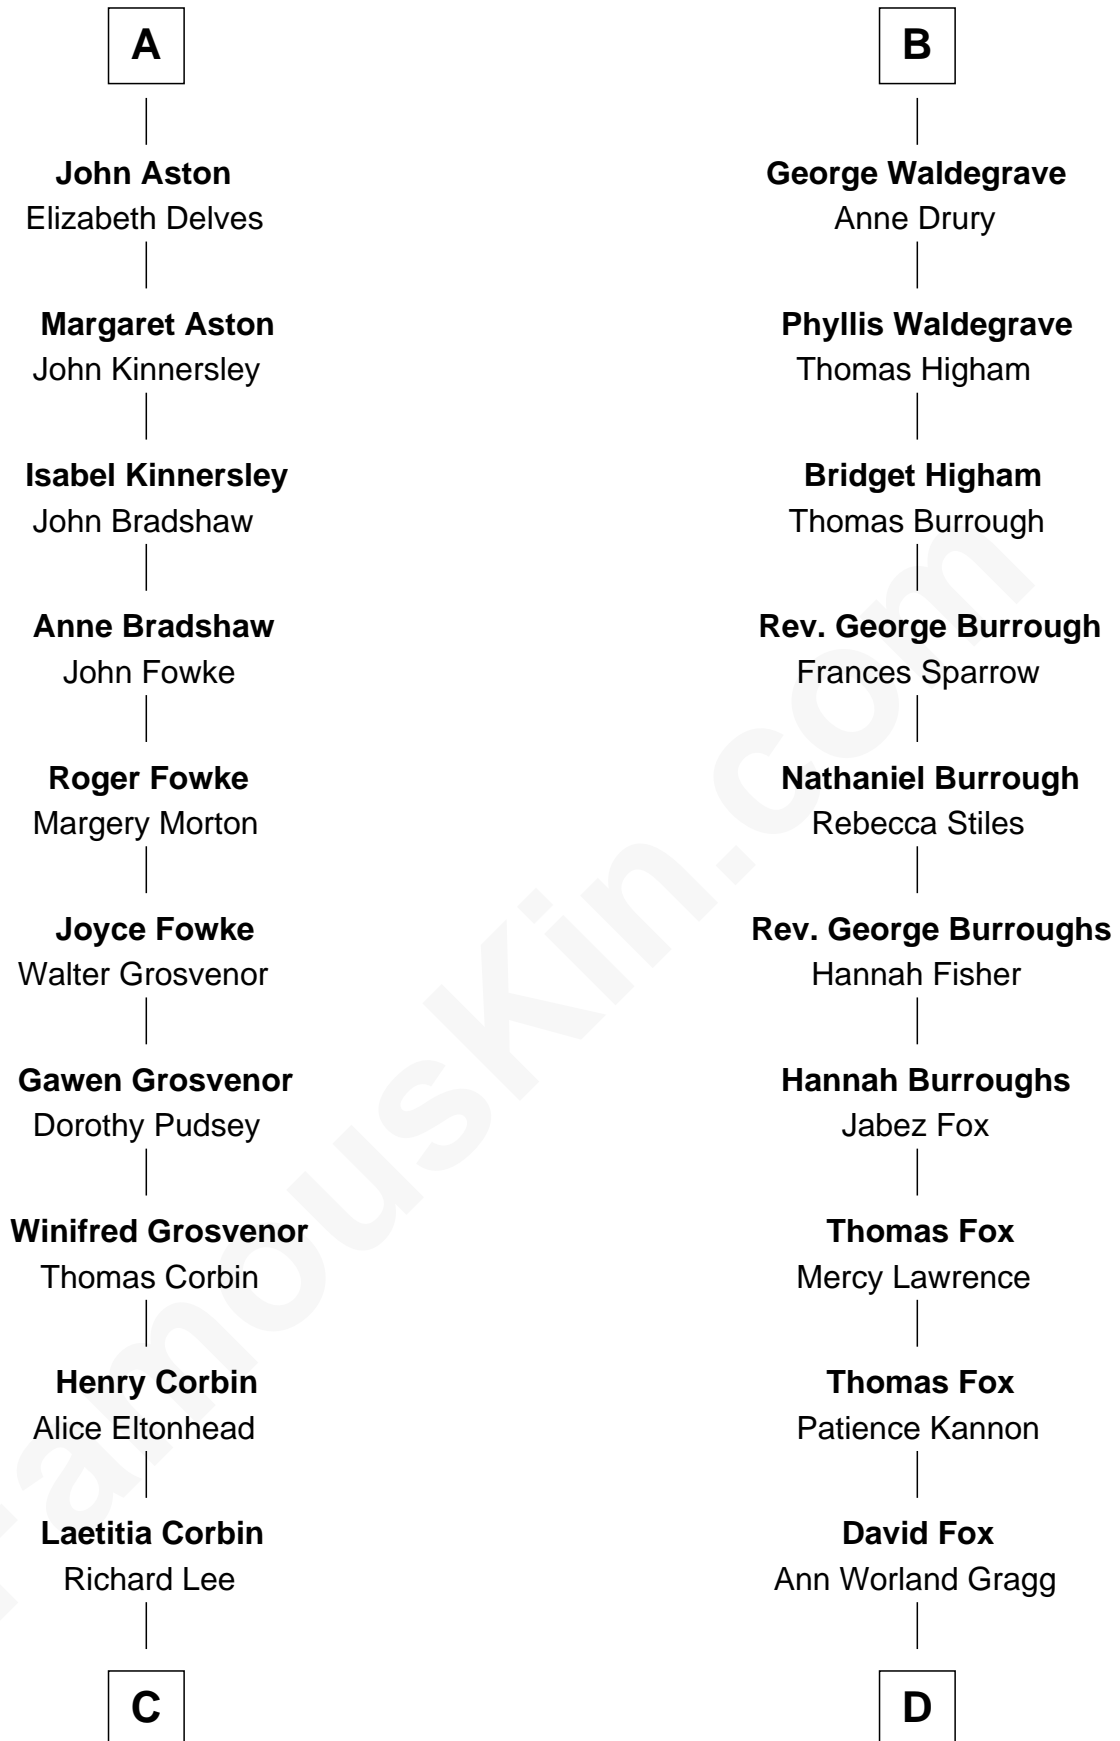 A
John Aston
Elizabeth Delves
Margaret Aston
John Kinnersley
Isabel Kinnersley
John Bradshaw
Anne Bradshaw
John Fowke
Roger Fowke
Margery Morton
Joyce Fowke
Walter Grosvenor
Gawen Grosvenor
Dorothy Pudsey
Winifred Grosvenor
Thomas Corbin
Henry Corbin
Alice Eltonhead
Laetitia Corbin
Richard Lee
C
B
George Waldegrave
Anne Drury
Phyllis Waldegrave
Thomas Higham
Bridget Higham
Thomas Burrough
Rev. George Burrough
Frances Sparrow
Nathaniel Burrough
Rebecca Stiles
Rev. George Burroughs
Hannah Fisher
Hannah Burroughs
Jabez Fox
Thomas Fox
Mercy Lawrence
Thomas Fox
Patience Kannon
David Fox
Ann Worland Gragg
D
FamousKin.com